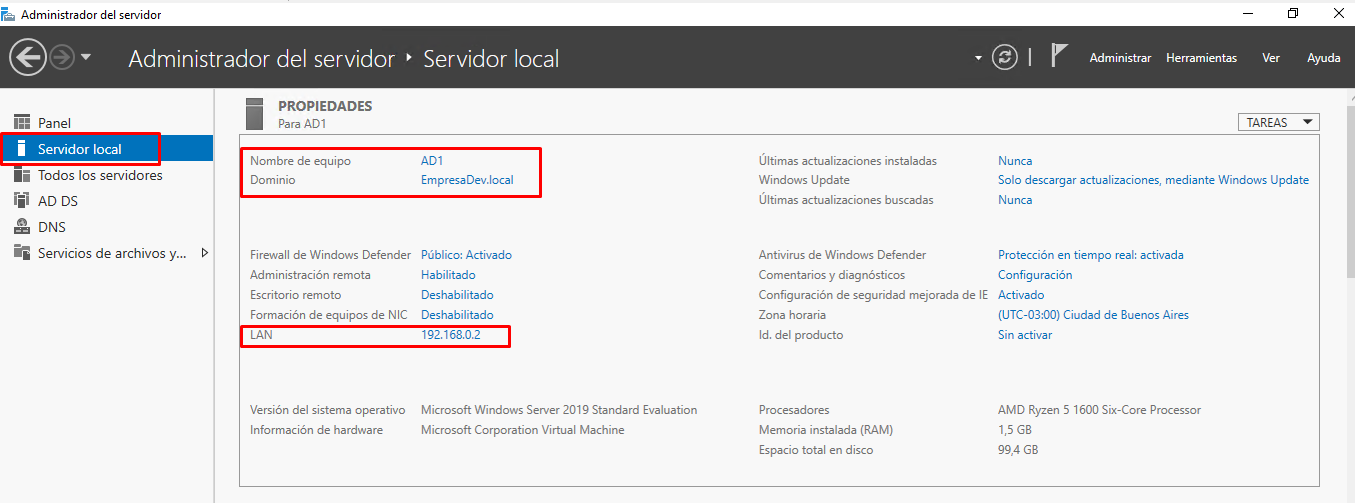 Administrador del servidor
Administrador del servidor ‣ Servidor local
Administrar Herramientas Ver Ayuda
Panel
Servidor local
Todos los servidores
AD DS
DNS
Servicios de archivos y...
PROPIEDADES
Para AD1
TAREAS
Nombre de equipo AD1
Dominio EmpresaDev.local
Últimas actualizaciones instaladas Nunca
Windows Update Solo descargar actualizaciones, mediante Windows Update
Últimas actualizaciones buscadas Nunca
Firewall de Windows Defender Público: Activado
Administración remota Habilitado
Escritorio remoto Deshabilitado
Formación de equipos de NIC Deshabilitado
LAN 192.168.0.2
Antivirus de Windows Defender Protección en tiempo real: activada
Comentarios y diagnósticos Configuración
Configuración de seguridad mejorada de IE Activado
Zona horaria (UTC-03:00) Ciudad de Buenos Aires
Id. del producto Sin activar
Versión del sistema operativo Microsoft Windows Server 2019 Standard Evaluation
Información de hardware Microsoft Corporation Virtual Machine
Procesadores AMD Ryzen 5 1600 Six-Core Processor
Memoria instalada (RAM) 1,5 GB
Espacio total en disco 99,4 GB